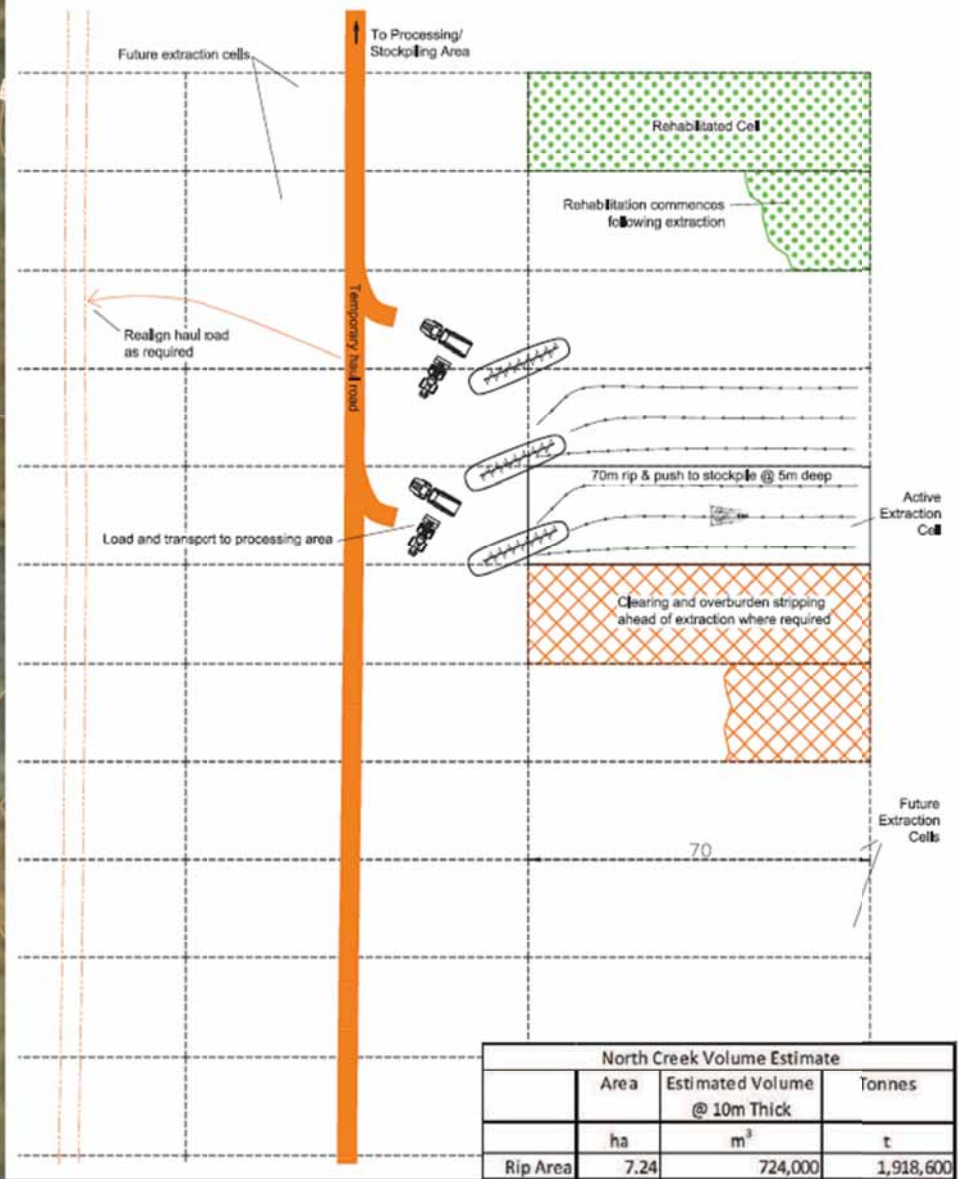 To Processing/
Stockpiling Area
Future extraction cells
Rehabilitated Cell
Rehabilitation commences
following extraction
Temporary haul road
Realign haul road
as required
70m rip & push to stockpile @ 5m deep
Active
Extraction
Cell
Load and transport to processing area
Clearing and overburden stripping
ahead of extraction where required
Future
Extraction
Cells
70
North Creek Volume Estimate
Area Estimated Volume Tonnes
@ 10m Thick
ha m³ t
Rip Area 7.24 724,000 1,918,600